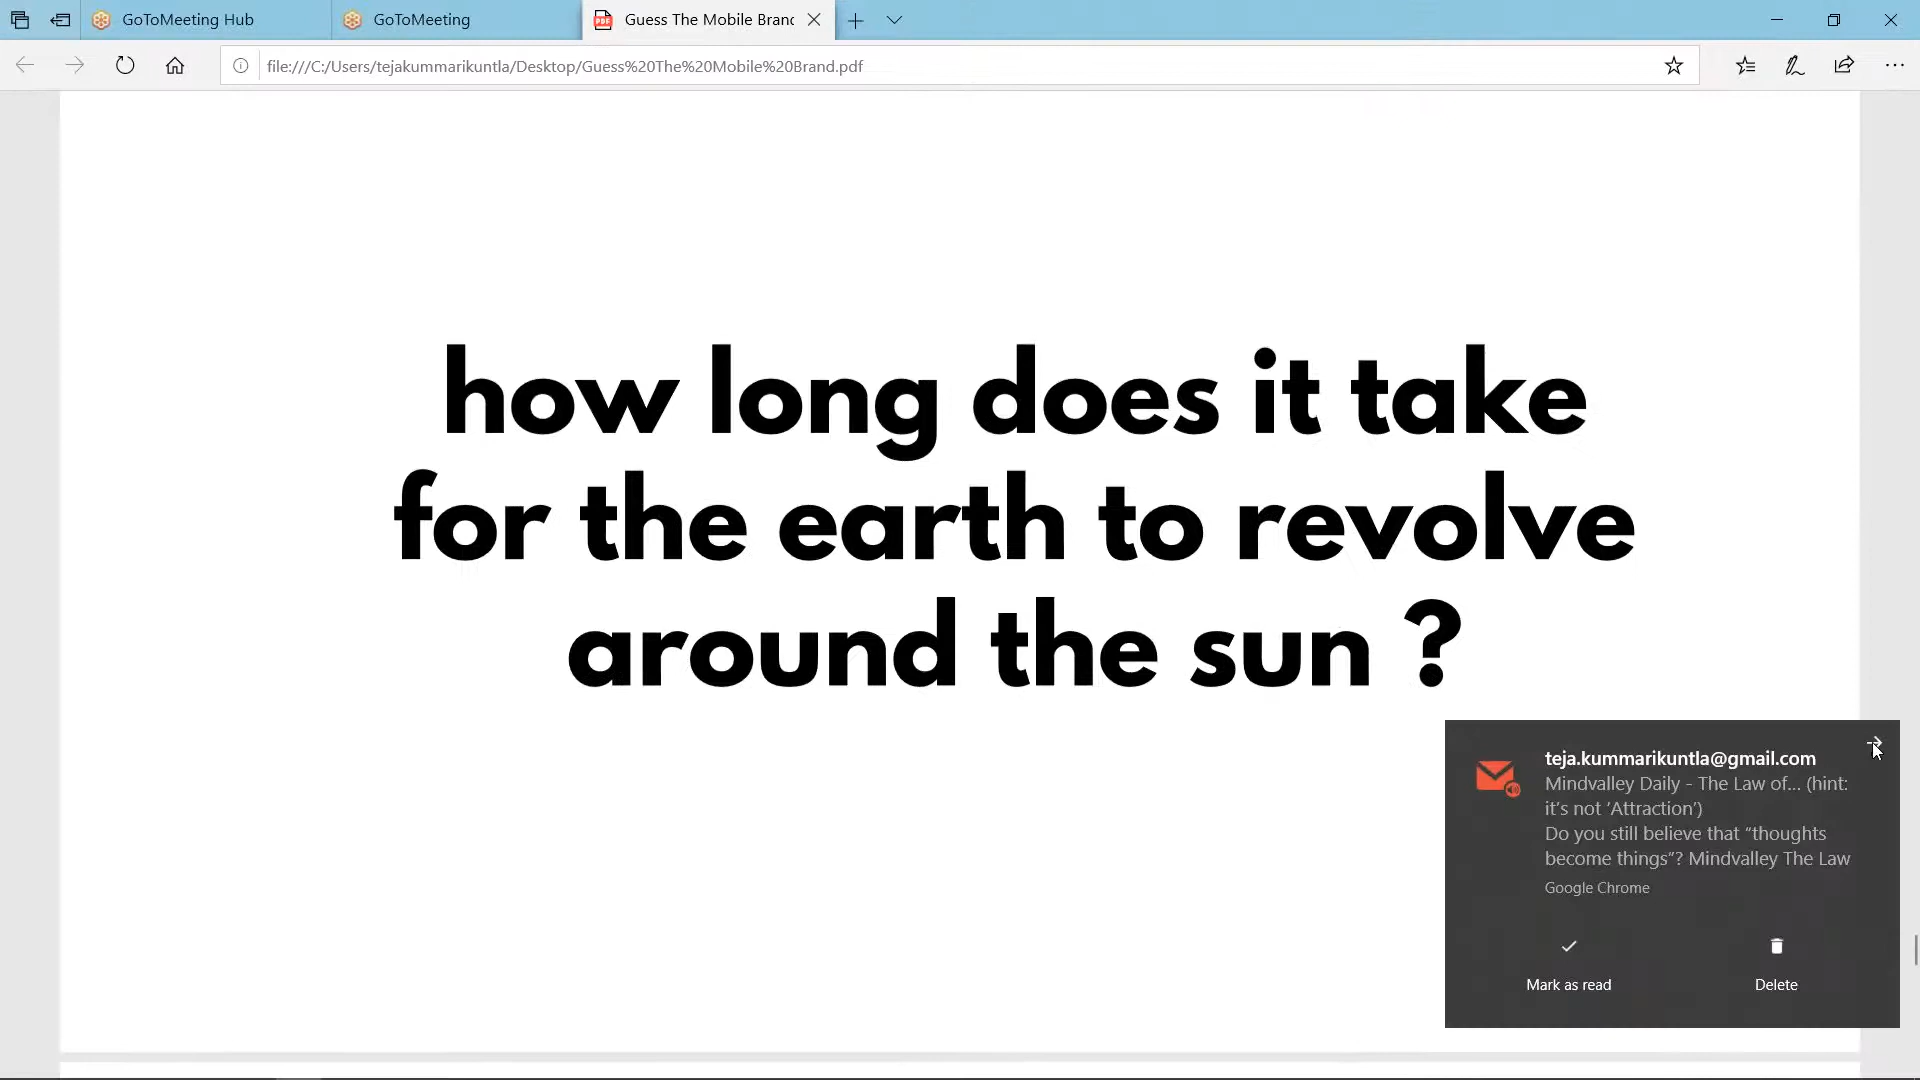 GoToMeeting Hub
GoToMeeting
PDF
Guess The Mobile Branc
file:///C:/Users/tejakummarikuntla/Desktop/Guess%20The%20Mobile%20Brand.pdf
how long does it take
for the earth to revolve
around the sun ?
teja.kummarikuntla@gmail.com
Mindvalley Daily - The Law of... (hint:
it's not 'Attraction')
Do you still believe that "thoughts
become things"? Mindvalley The Law
Google Chrome
Mark as read
Delete